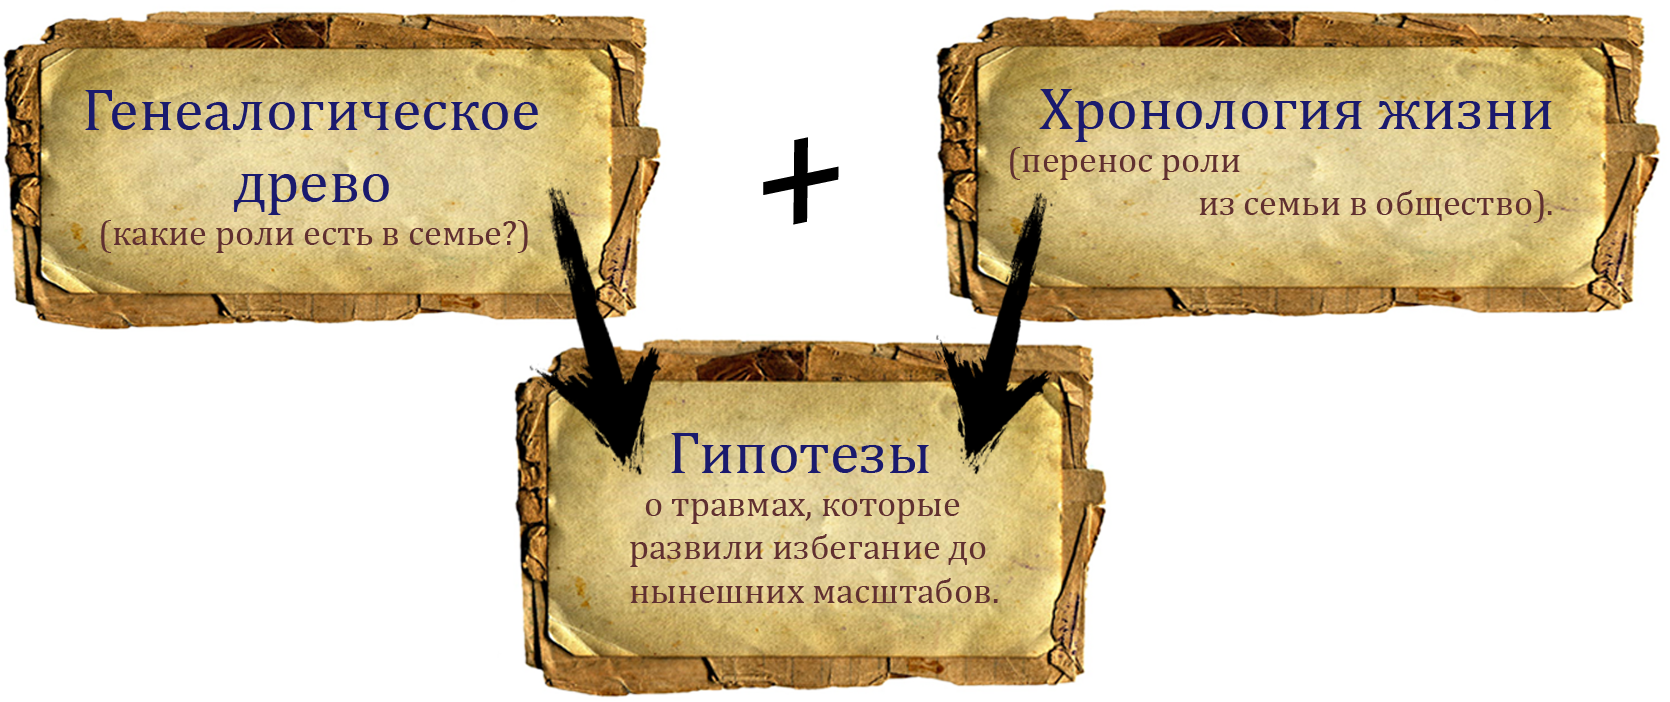 Генеалогическое
древо
(какие роли есть в семье?)
+
Хронология жизни
(перенос роли
из семьи в общество).
Гипотезы
о травмах, которые
развили избегание до
нынешних масштабов.